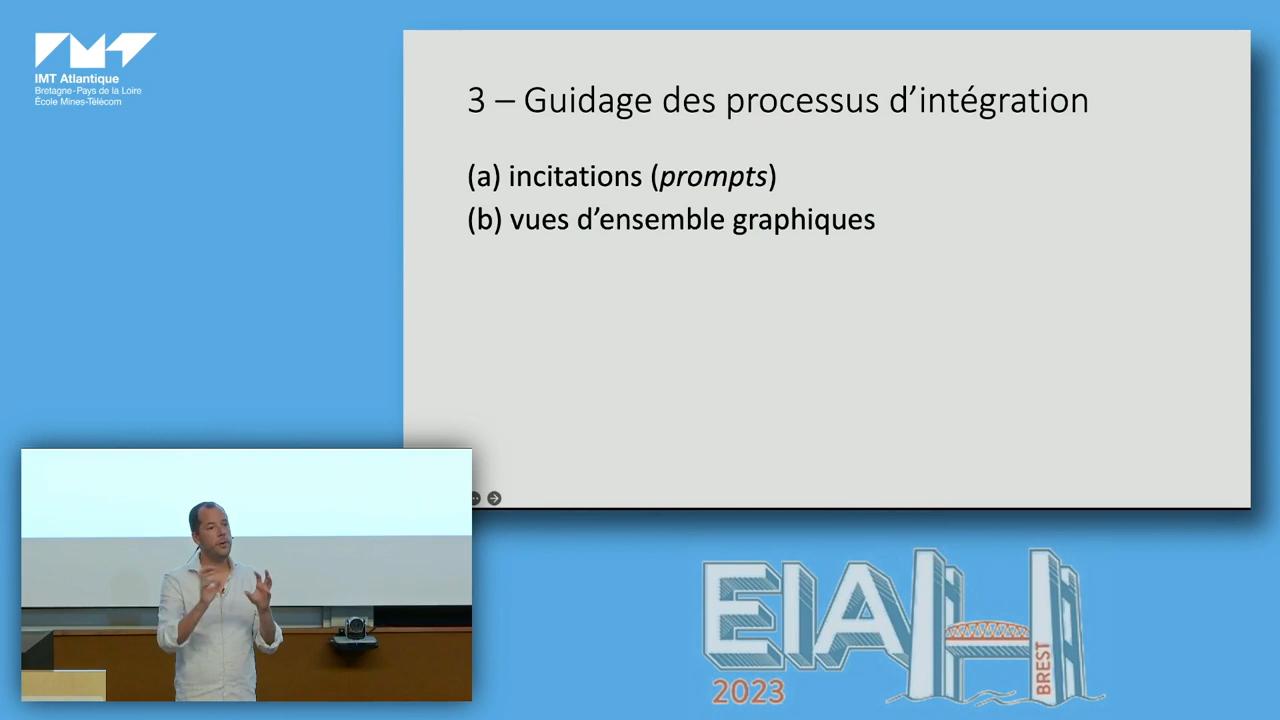 IMT Atlantique
Bretagne-Pays de la Loire
École Mines-Télécom
3 – Guidage des processus d’intégration
(a) incitations (prompts)
(b) vues d’ensemble graphiques
EIAH
BREST
2023